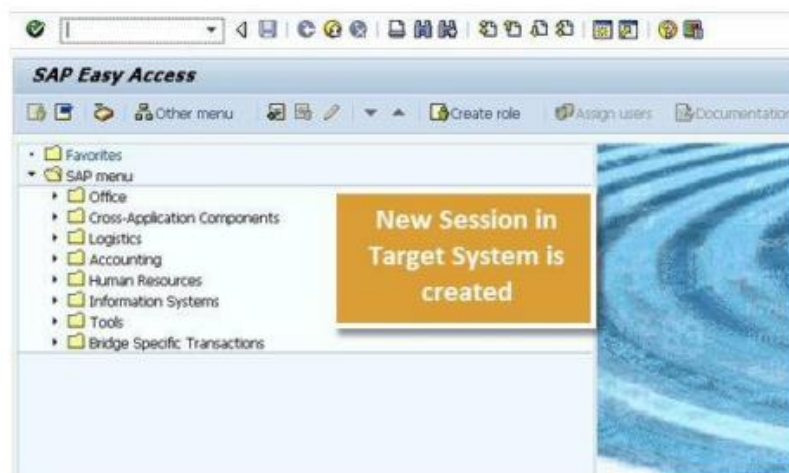 SAP Easy Access
Other menu Create role Assign users Documentation
Favorites
SAP menu
Office
Cross-Application Components
Logistics
Accounting
Human Resources
Information Systems
Tools
Bridge Specific Transactions
New Session in
Target System is
created